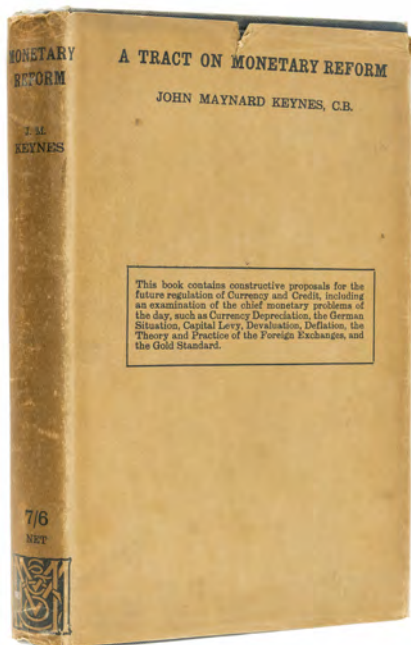 MONETARY
REFORM
J. M.
KEYNES
7/6
NET
A TRACT ON MONETARY REFORM
JOHN MAYNARD KEYNES, C.B.
This book contains constructive proposals for the
future regulation of Currency and Credit, including
an examination of the chief monetary problems of
the day, such as Currency Depreciation, the German
Situation, Capital Levy, Devaluation, Deflation, the
Theory and Practice of the Foreign Exchanges, and
the Gold Standard.